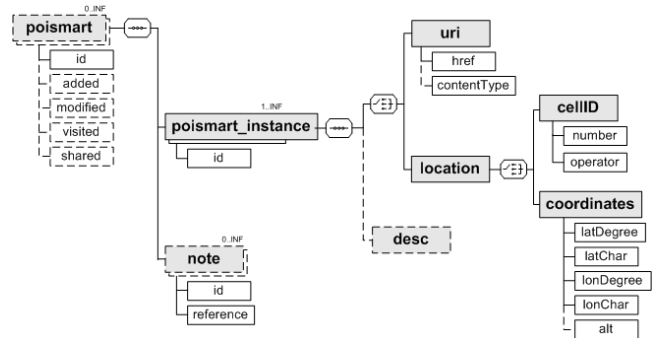 0..INF
poismart
id
added
modified
visited
shared
1..INF
poismart_instance
id
0..INF
note
id
reference
uri
href
contentType
location
desc
cellID
number
operator
coordinates
latDegree
latChar
lonDegree
lonChar
alt